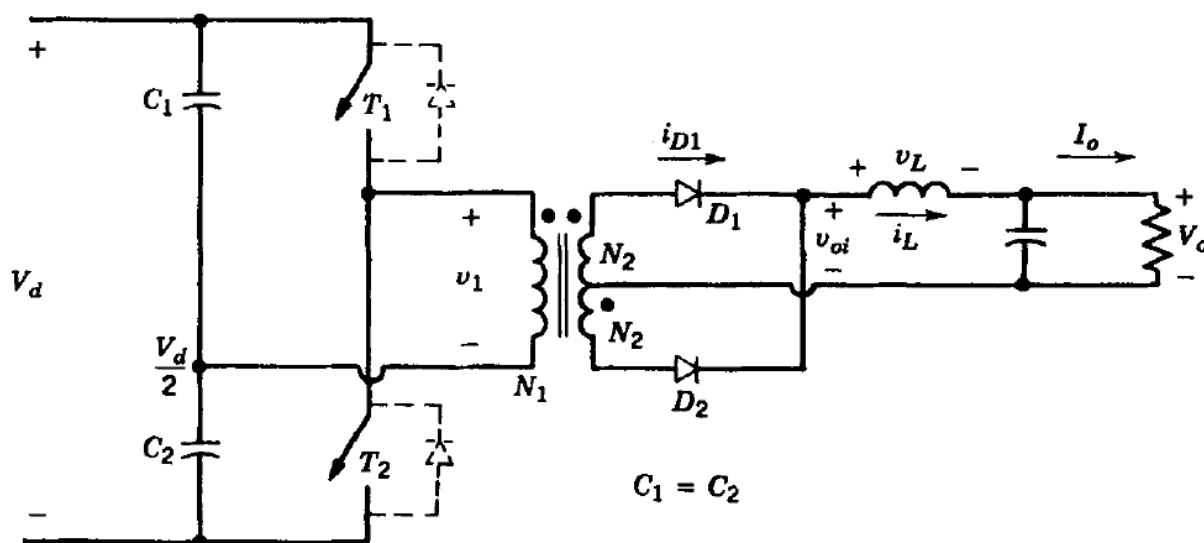 +
C1
T1
iD1
D1
+ vL −
iL
Io
+
voi
−
+
Vo
−
Vd
+
v1
−
N1
N2
N2
D2
Vd/2
C2
T2
−
C1 = C2